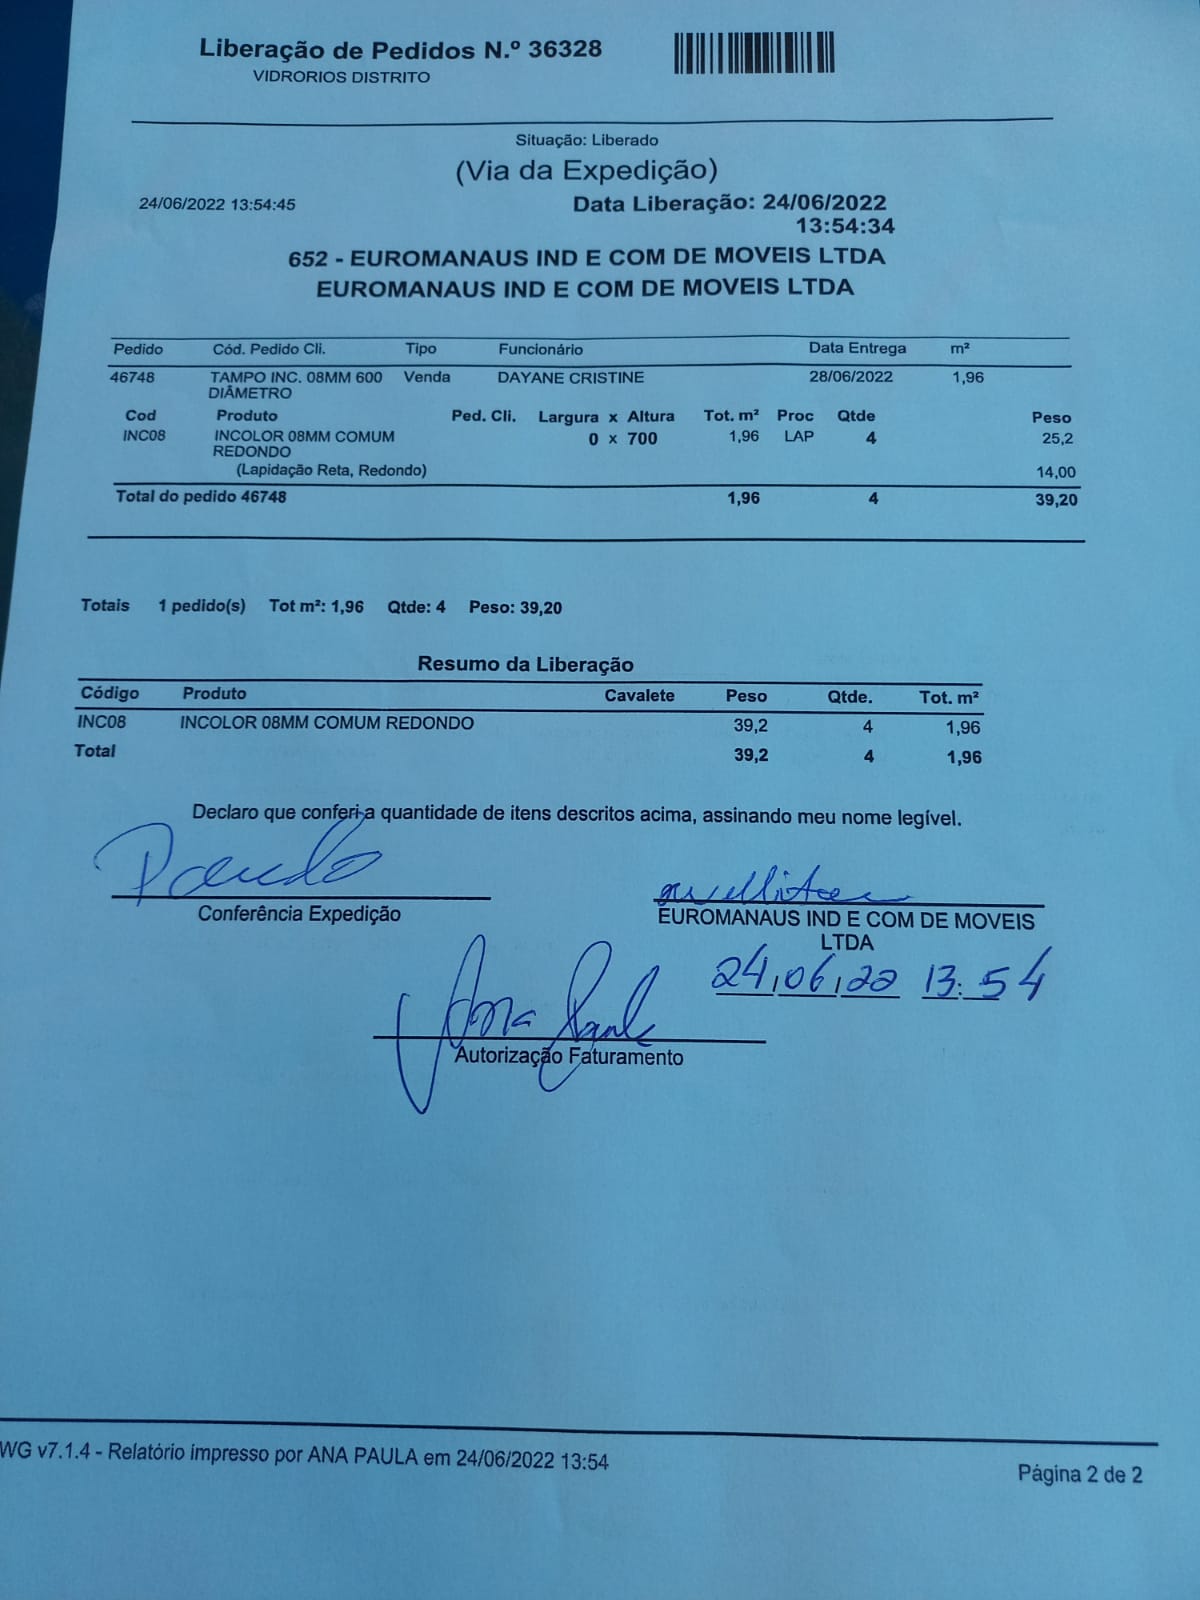 Liberação de Pedidos N.º 36328
VIDRORIOS DISTRITO
Situação: Liberado
(Via da Expedição)
24/06/2022 13:54:45 Data Liberação: 24/06/2022
13:54:34
652 - EUROMANAUS IND E COM DE MOVEIS LTDA
EUROMANAUS IND E COM DE MOVEIS LTDA
Pedido Cód. Pedido Cli. Tipo Funcionário Data Entrega m²
46748 TAMPO INC. 08MM 600 Venda DAYANE CRISTINE 28/06/2022 1,96
DIÂMETRO
Cod Produto Ped. Cli. Largura x Altura Tot. m² Proc Qtde Peso
INC08 INCOLOR 08MM COMUM 0 x 700 1,96 LAP 4 25,2
REDONDO
(Lapidação Reta, Redondo) 14,00
Total do pedido 46748 1,96 4 39,20
Totais 1 pedido(s) Tot m²: 1,96 Qtde: 4 Peso: 39,20
Resumo da Liberação
Código Produto Cavalete Peso Qtde. Tot. m²
INC08 INCOLOR 08MM COMUM REDONDO 39,2 4 1,96
Total 39,2 4 1,96
Declaro que conferi a quantidade de itens descritos acima, assinando meu nome legível.
Conferência Expedição
EUROMANAUS IND E COM DE MOVEIS
LTDA
24/06/22 13:54
Ana Paula
Autorização Faturamento
WG v7.1.4 - Relatório impresso por ANA PAULA em 24/06/2022 13:54
Página 2 de 2